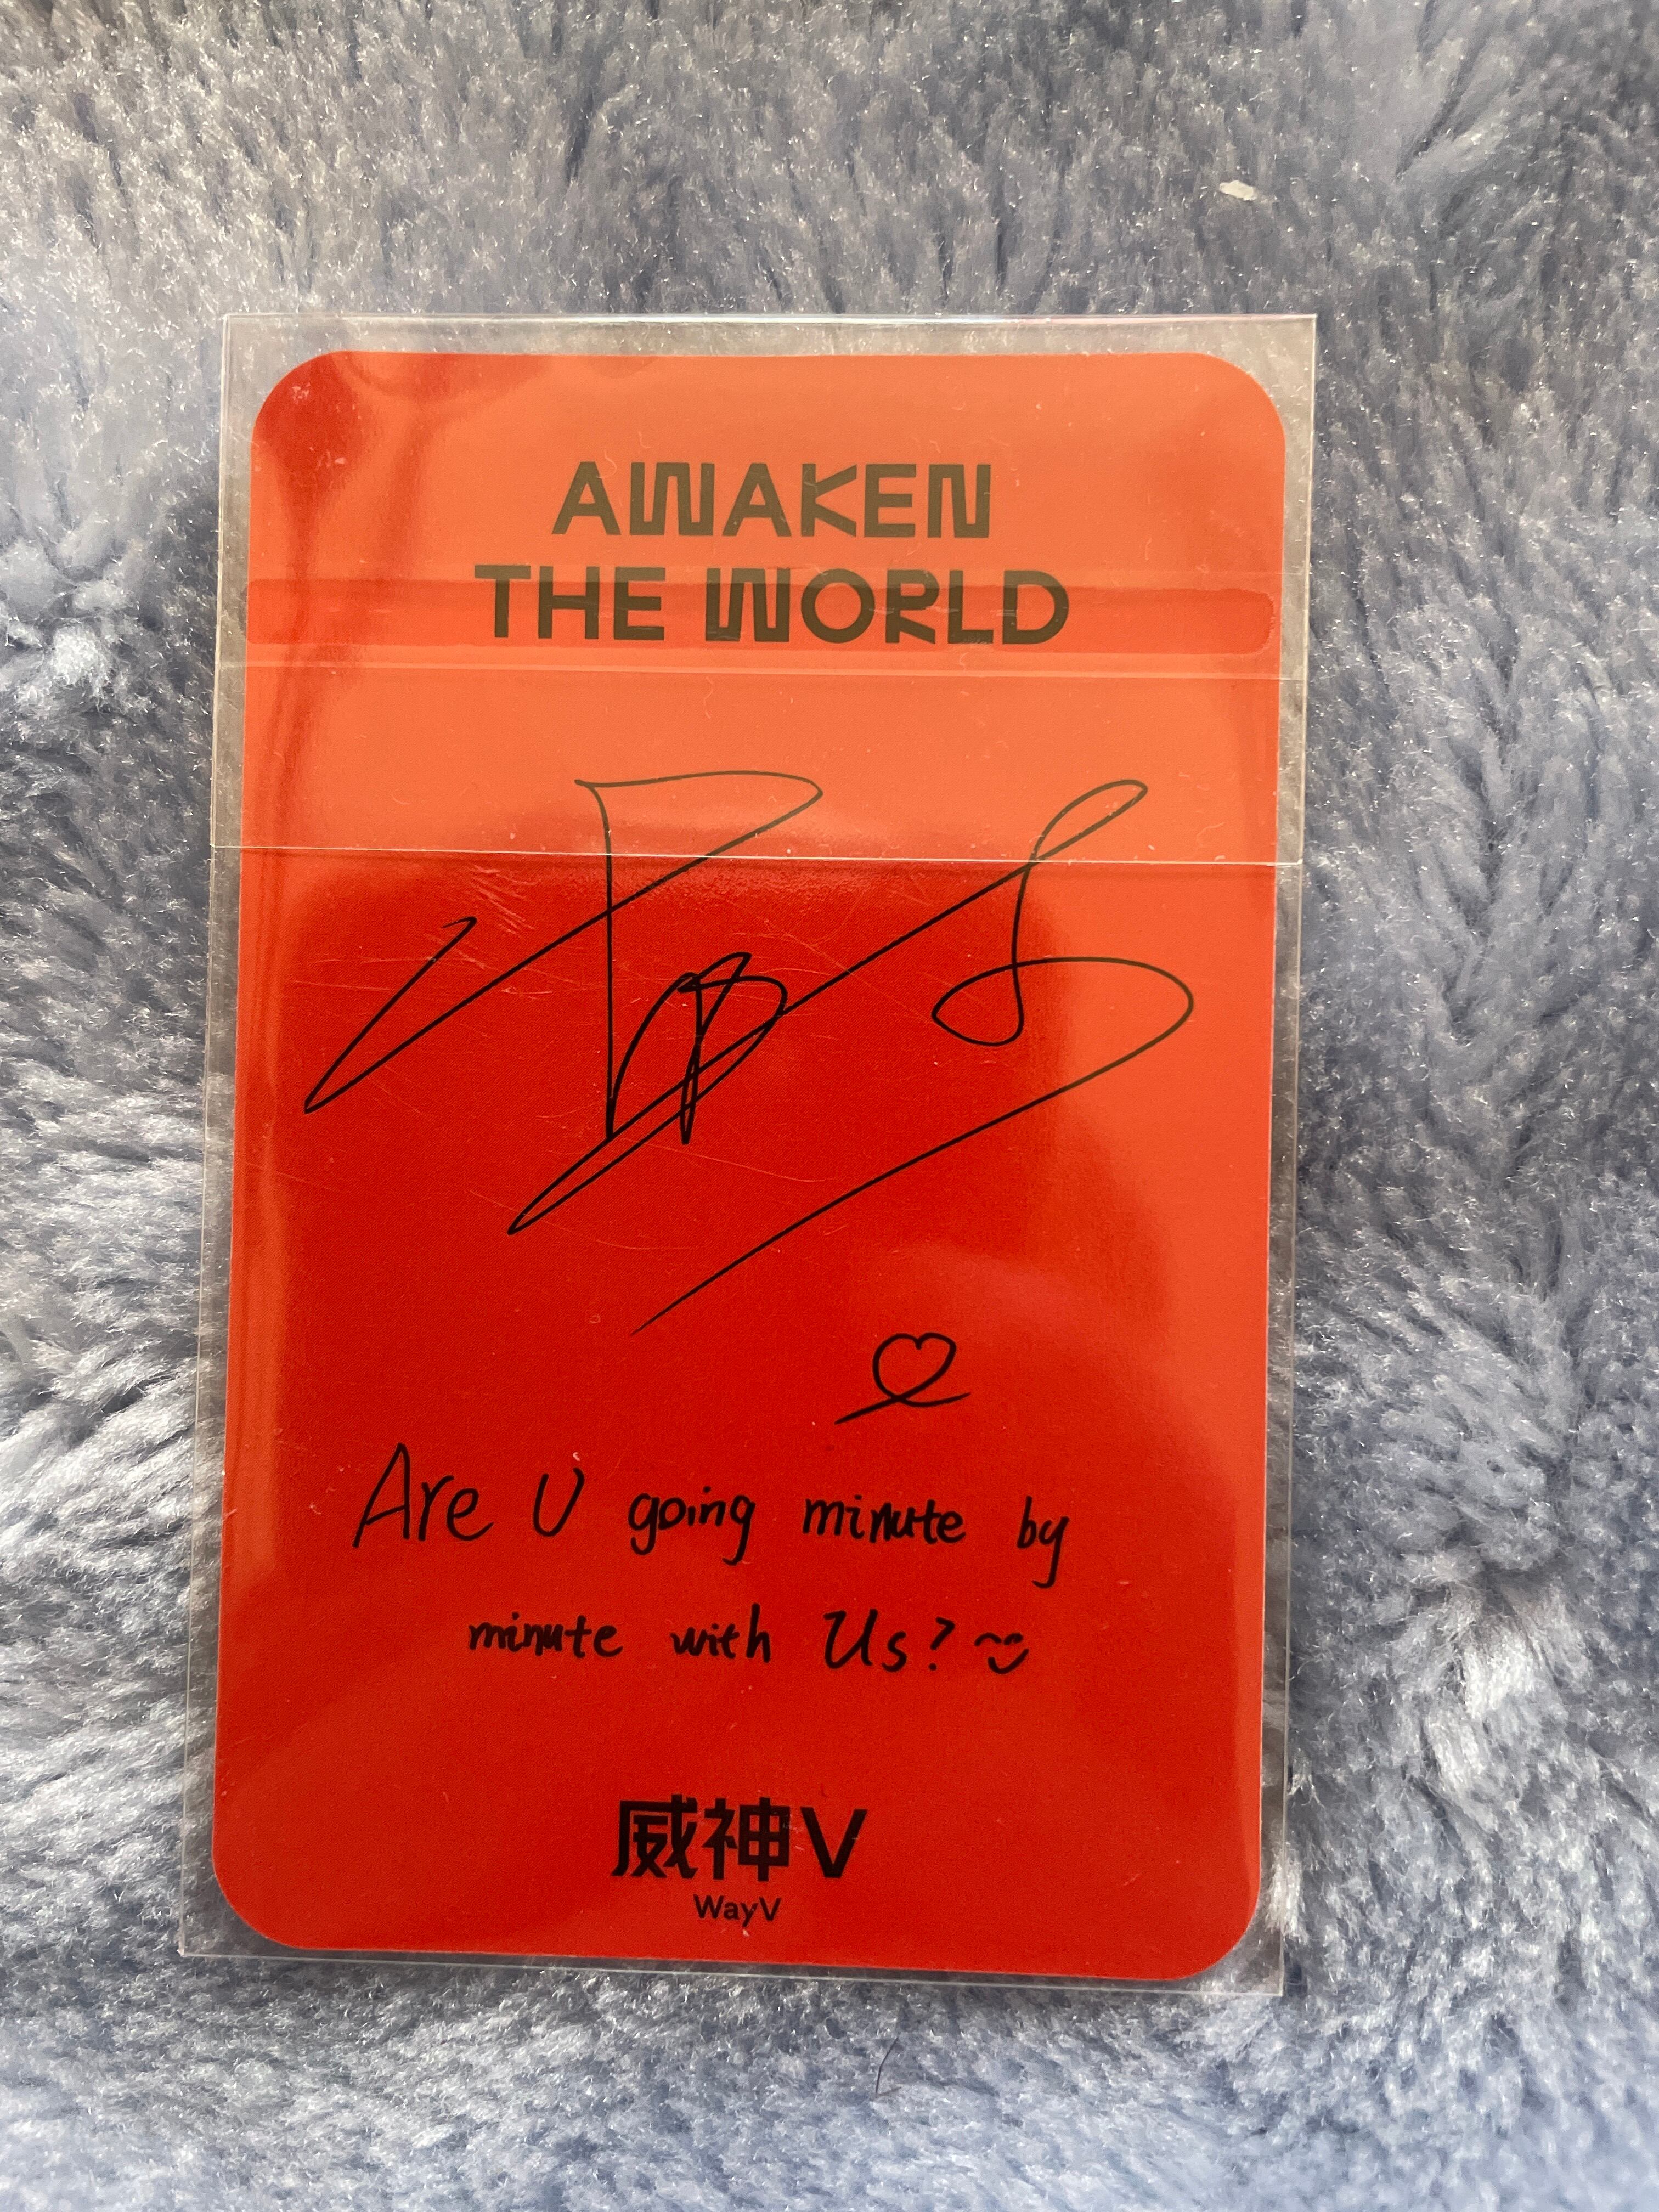 AWAKEN
THE WORLD
Are U going minute by
minute with Us?
威神V
WayV